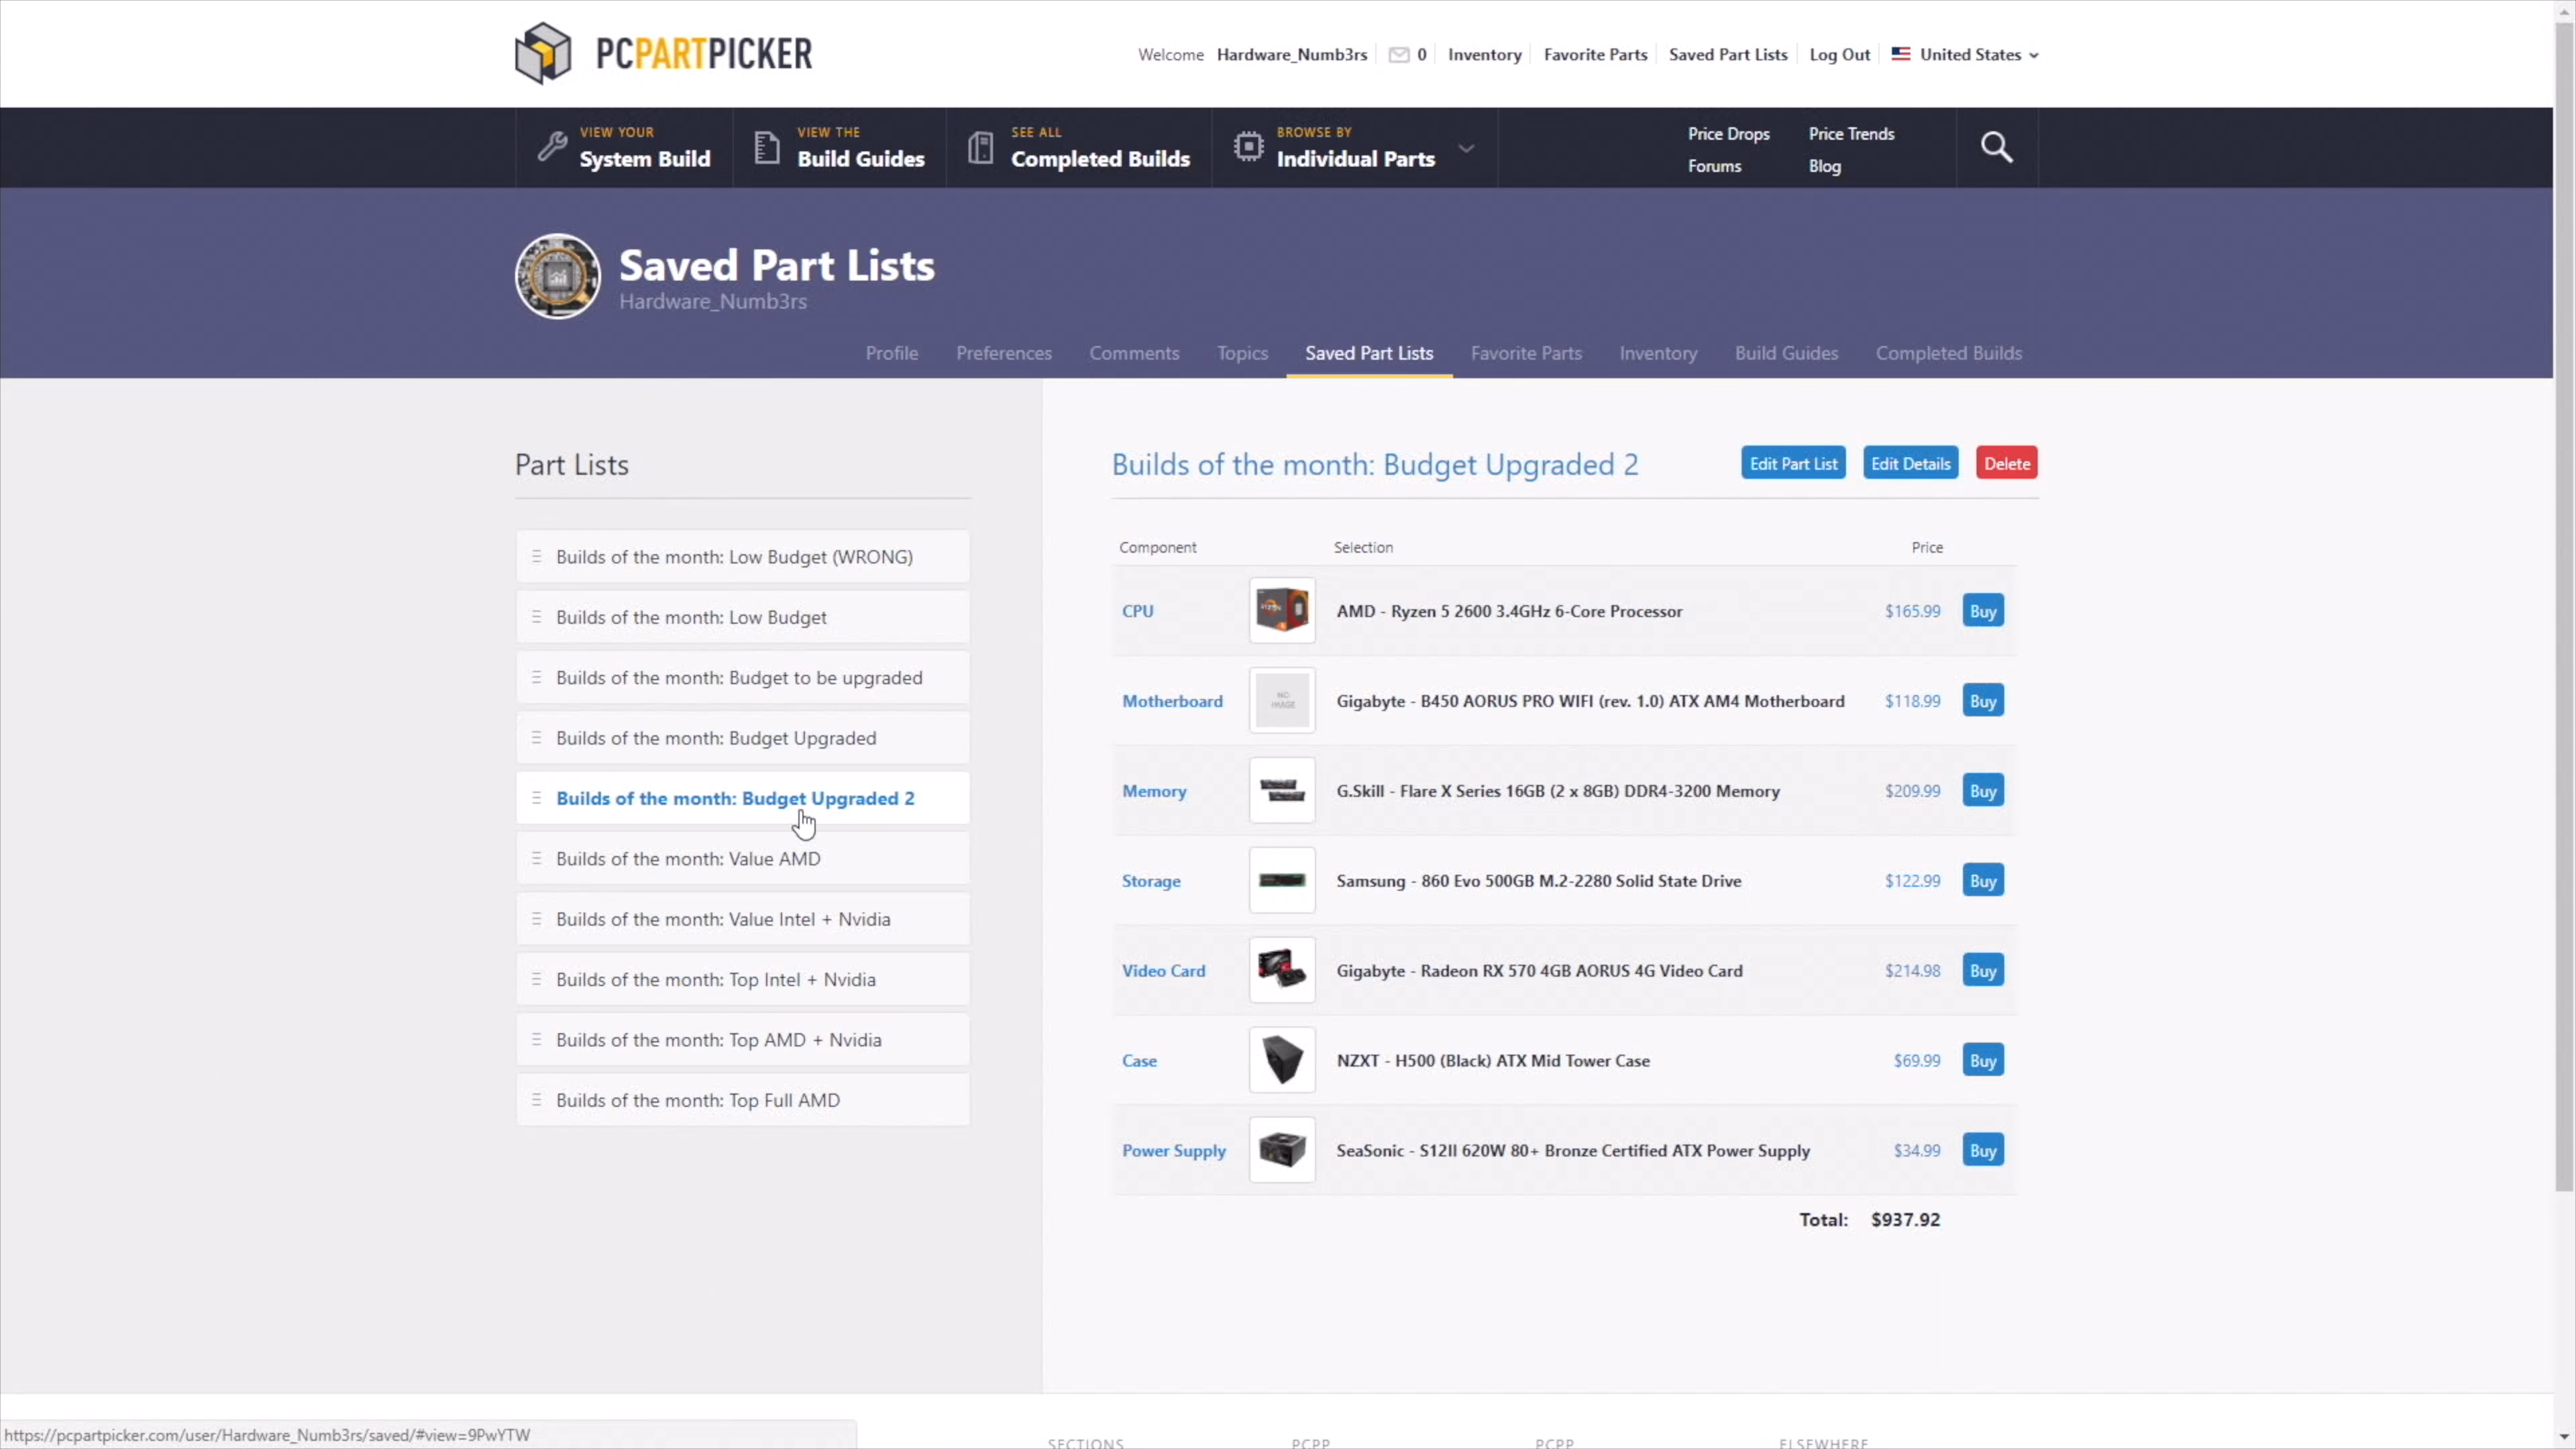 PCPARTPICKER
Welcome Hardware_Numb3rs 0 Inventory Favorite Parts Saved Part Lists Log Out United States
VIEW YOUR
System Build
VIEW THE
Build Guides
SEE ALL
Completed Builds
BROWSE BY
Individual Parts
Price Drops Price Trends
Forums Blog
Saved Part Lists
Hardware_Numb3rs
Profile Preferences Comments Topics Saved Part Lists Favorite Parts Inventory Build Guides Completed Builds
Part Lists
Builds of the month: Low Budget (WRONG)
Builds of the month: Low Budget
Builds of the month: Budget to be upgraded
Builds of the month: Budget Upgraded
Builds of the month: Budget Upgraded 2
Builds of the month: Value AMD
Builds of the month: Value Intel + Nvidia
Builds of the month: Top Intel + Nvidia
Builds of the month: Top AMD + Nvidia
Builds of the month: Top Full AMD
Builds of the month: Budget Upgraded 2 Edit Part List Edit Details Delete
Component Selection Price
CPU RYZEN AMD - Ryzen 5 2600 3.4GHz 6-Core Processor $165.99 Buy
Motherboard NO IMAGE Gigabyte - B450 AORUS PRO WIFI (rev. 1.0) ATX AM4 Motherboard $118.99 Buy
Memory G.Skill - Flare X Series 16GB (2 x 8GB) DDR4-3200 Memory $209.99 Buy
Storage Samsung - 860 Evo 500GB M.2-2280 Solid State Drive $122.99 Buy
Video Card Gigabyte - Radeon RX 570 4GB AORUS 4G Video Card $214.98 Buy
Case NZXT - H500 (Black) ATX Mid Tower Case $69.99 Buy
Power Supply SeaSonic - S12II 620W 80+ Bronze Certified ATX Power Supply $34.99 Buy
Total: $937.92
https://pcpartpicker.com/user/Hardware_Numb3rs/saved/#view=9PwYTW
SECTIONS PCPP PCPP ELSEWHERE